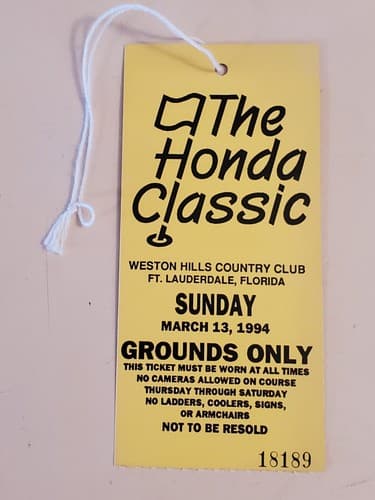 The
Honda
Classic
WESTON HILLS COUNTRY CLUB
FT. LAUDERDALE, FLORIDA
SUNDAY
MARCH 13, 1994
GROUNDS ONLY
THIS TICKET MUST BE WORN AT ALL TIMES
NO CAMERAS ALLOWED ON COURSE
THURSDAY THROUGH SATURDAY
NO LADDERS, COOLERS, SIGNS,
OR ARMCHAIRS
NOT TO BE RESOLD
18189